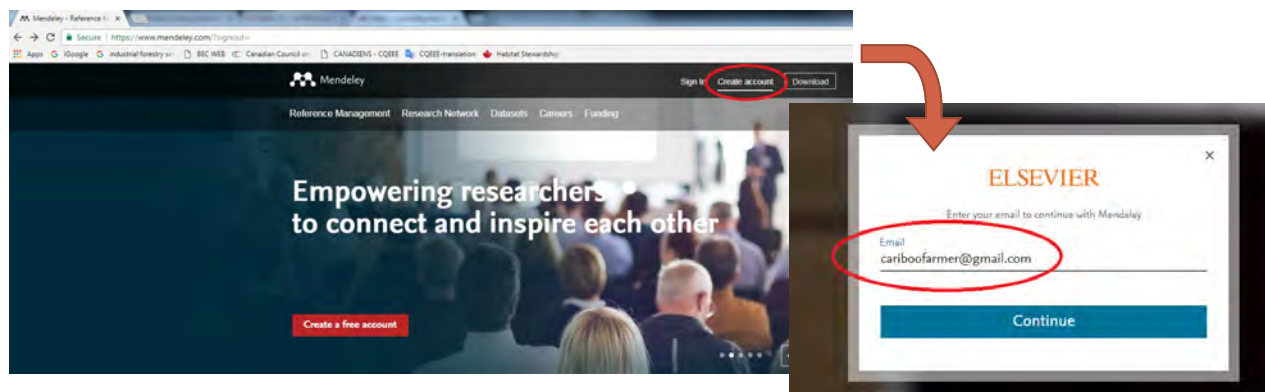 Mendeley - Reference
Secure | https://www.mendeley.com/?signout=
Apps iGoogle industrial forestry BEC WEB Canadian Council CANADIENS - CQEEE CQEEE-translation Habitat Stewardship
Mendeley
Sign In Create account Download
Reference Management Research Network Datasets Careers Funding
Empowering researchers
to connect and inspire each other
Create a free account
ELSEVIER
Enter your email to continue with Mendeley
Email
cariboofarmer@gmail.com
Continue